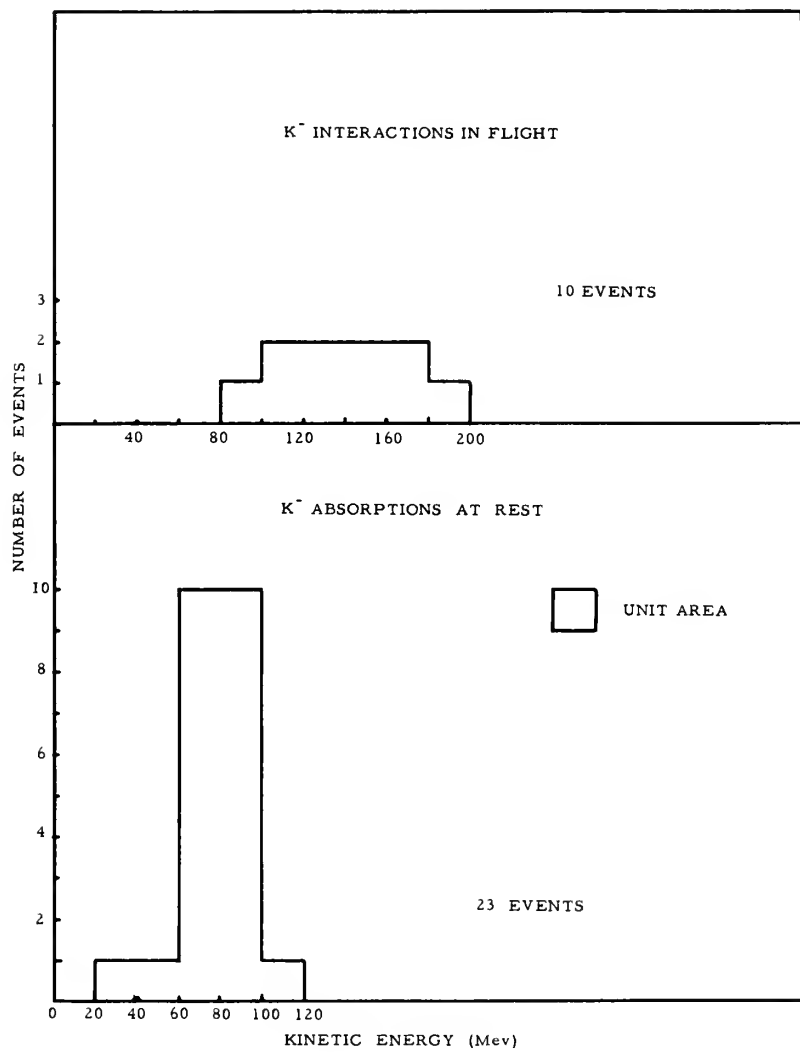 K⁻ INTERACTIONS IN FLIGHT
10 EVENTS
3
2
1
40 80 120 160 200
NUMBER OF EVENTS
K⁻ ABSORPTIONS AT REST
10
UNIT AREA
8
6
4
23 EVENTS
2
0 20 40 60 80 100 120
KINETIC ENERGY (Mev)